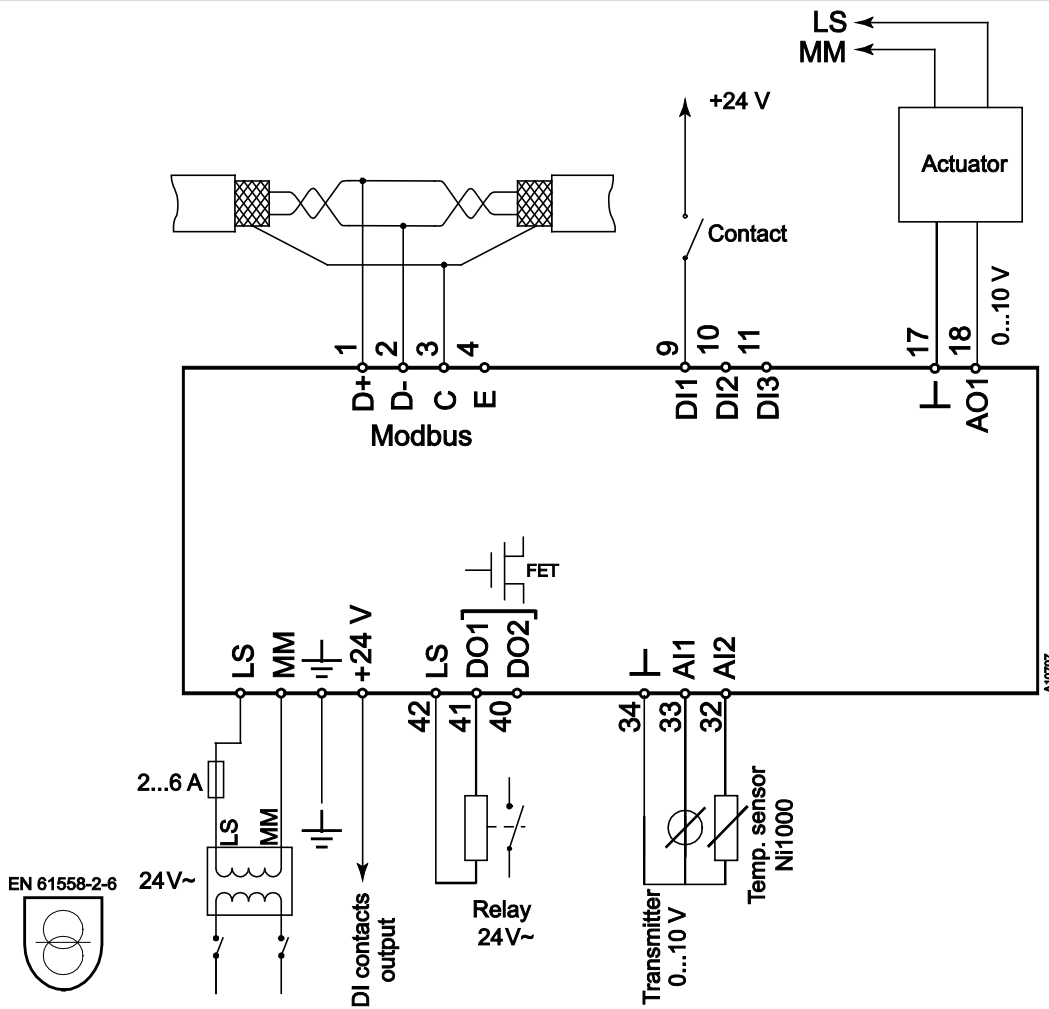 LS
MM
+24 V
Actuator
Contact
0...10 V
1
2
3
4
9
10
11
17
18
D+
D-
C
E
DI1
DI2
DI3
AO1
Modbus
FET
LS
MM
+24 V
LS
DO1
DO2
AI1
AI2
42
41
40
34
33
32
2...6 A
LS
MM
24V~
EN 61558-2-6
DI contacts
output
Relay
24V~
Transmitter
0...10 V
Temp. sensor
Ni1000